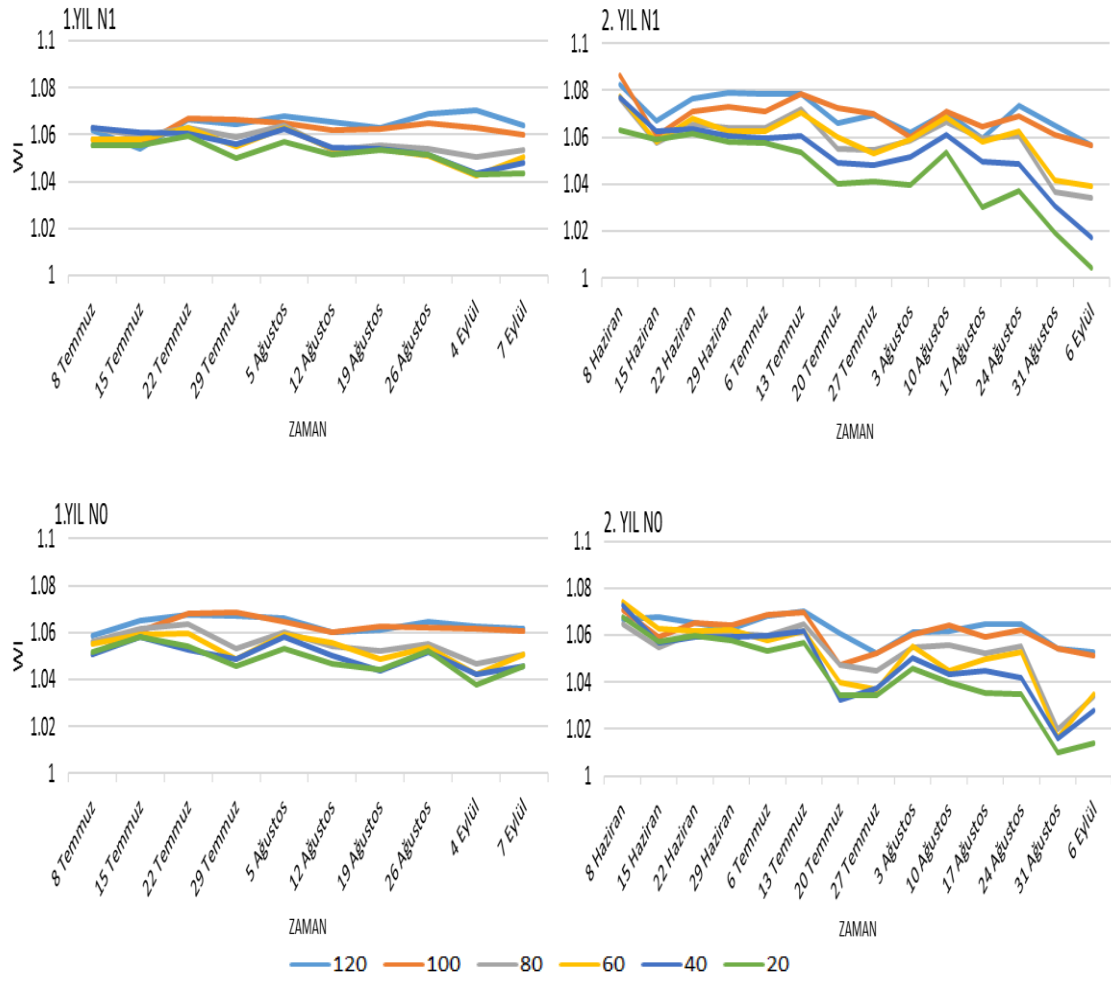 1.YIL N1
1.1
1.08
1.06
1.04
1.02
1
WI
8 Temmuz
15 Temmuz
22 Temmuz
29 Temmuz
5 Ağustos
12 Ağustos
19 Ağustos
26 Ağustos
4 Eylül
7 Eylül
ZAMAN
2. YIL N1
1.1
1.08
1.06
1.04
1.02
1
8 Haziran
15 Haziran
22 Haziran
29 Haziran
6 Temmuz
13 Temmuz
20 Temmuz
27 Temmuz
3 Ağustos
10 Ağustos
17 Ağustos
24 Ağustos
31 Ağustos
6 Eylül
ZAMAN
1.YIL N0
1.1
1.08
1.06
1.04
1.02
1
WI
8 Temmuz
15 Temmuz
22 Temmuz
29 Temmuz
5 Ağustos
12 Ağustos
19 Ağustos
26 Ağustos
4 Eylül
7 Eylül
ZAMAN
2. YIL N0
1.1
1.08
1.06
1.04
1.02
1
8 Haziran
15 Haziran
22 Haziran
29 Haziran
6 Temmuz
13 Temmuz
20 Temmuz
27 Temmuz
3 Ağustos
10 Ağustos
17 Ağustos
24 Ağustos
31 Ağustos
6 Eylül
ZAMAN
120 100 80 60 40 20